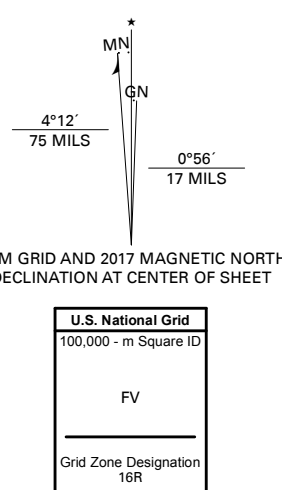 ★
MN
GN
4°12´
75 MILS
0°56´
17 MILS
M GRID AND 2017 MAGNETIC NORTH
DECLINATION AT CENTER OF SHEET
U.S. National Grid
100,000 - m Square ID
FV
Grid Zone Designation
16R